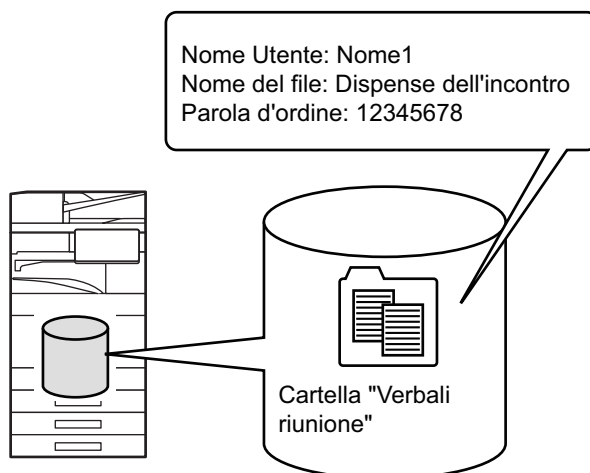 Nome Utente: Nome1
Nome del file: Dispense dell'incontro
Parola d'ordine: 12345678
Cartella "Verbali
riunione"